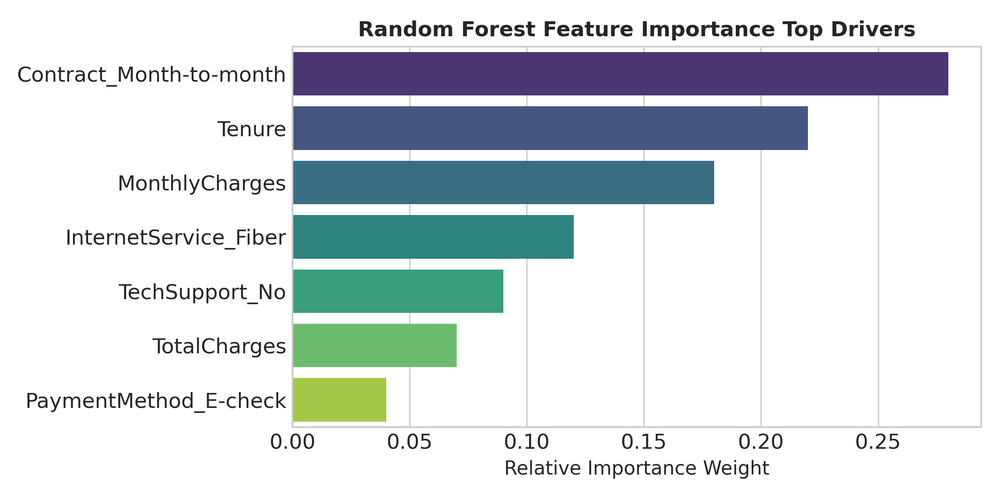 Random Forest Feature Importance Top Drivers
Contract_Month-to-month
Tenure
MonthlyCharges
InternetService_Fiber
TechSupport_No
TotalCharges
PaymentMethod_E-check
0.00 0.05 0.10 0.15 0.20 0.25
Relative Importance Weight